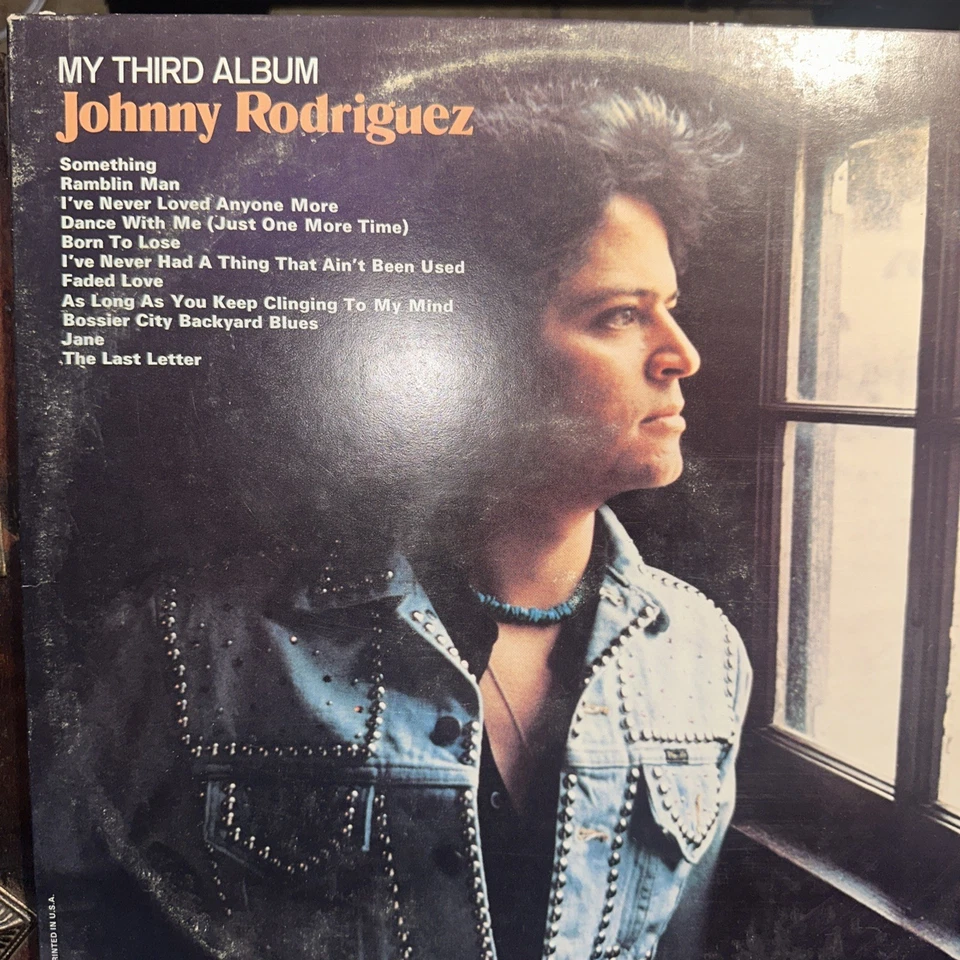 MY THIRD ALBUM
Johnny Rodriguez
Something
Ramblin Man
I've Never Loved Anyone More
Dance With Me (Just One More Time)
Born To Lose
I've Never Had A Thing That Ain't Been Used
Faded Love
As Long As You Keep Clinging To My Mind
Bossier City Backyard Blues
Jane
The Last Letter
IN U.S.A.